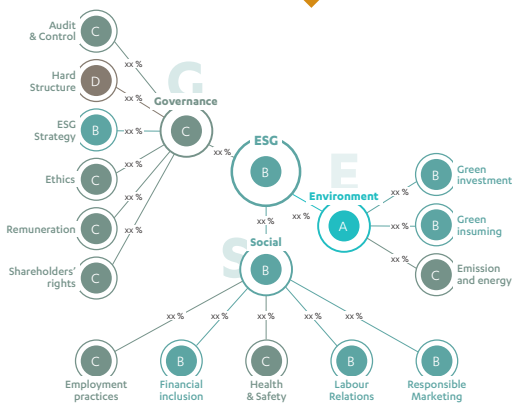 Audit
& Control
C
xx %
Hard
Structure
D
xx %
ESG
Strategy
B
xx %
Ethics
C
xx %
Remuneration
C
xx %
Shareholders'
rights
C
xx %
G
Governance
C
xx %
ESG
B
E
Environment
A
xx %
xx %
Green
investment
B
xx %
Green
insuming
B
xx %
Emission
and energy
C
xx %
S
Social
B
xx %
xx %
xx %
xx %
xx %
C
Employment
practices
B
Financial
inclusion
C
Health
& Safety
B
Labour
Relations
B
Responsible
Marketing